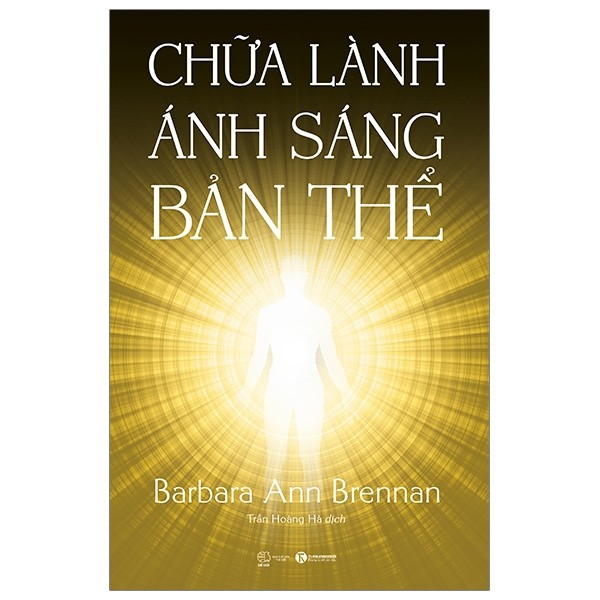 CHỮA LÀNH
ÁNH SÁNG
BẢN THỂ
Barbara Ann Brennan
Trần Hoàng Hà dịch